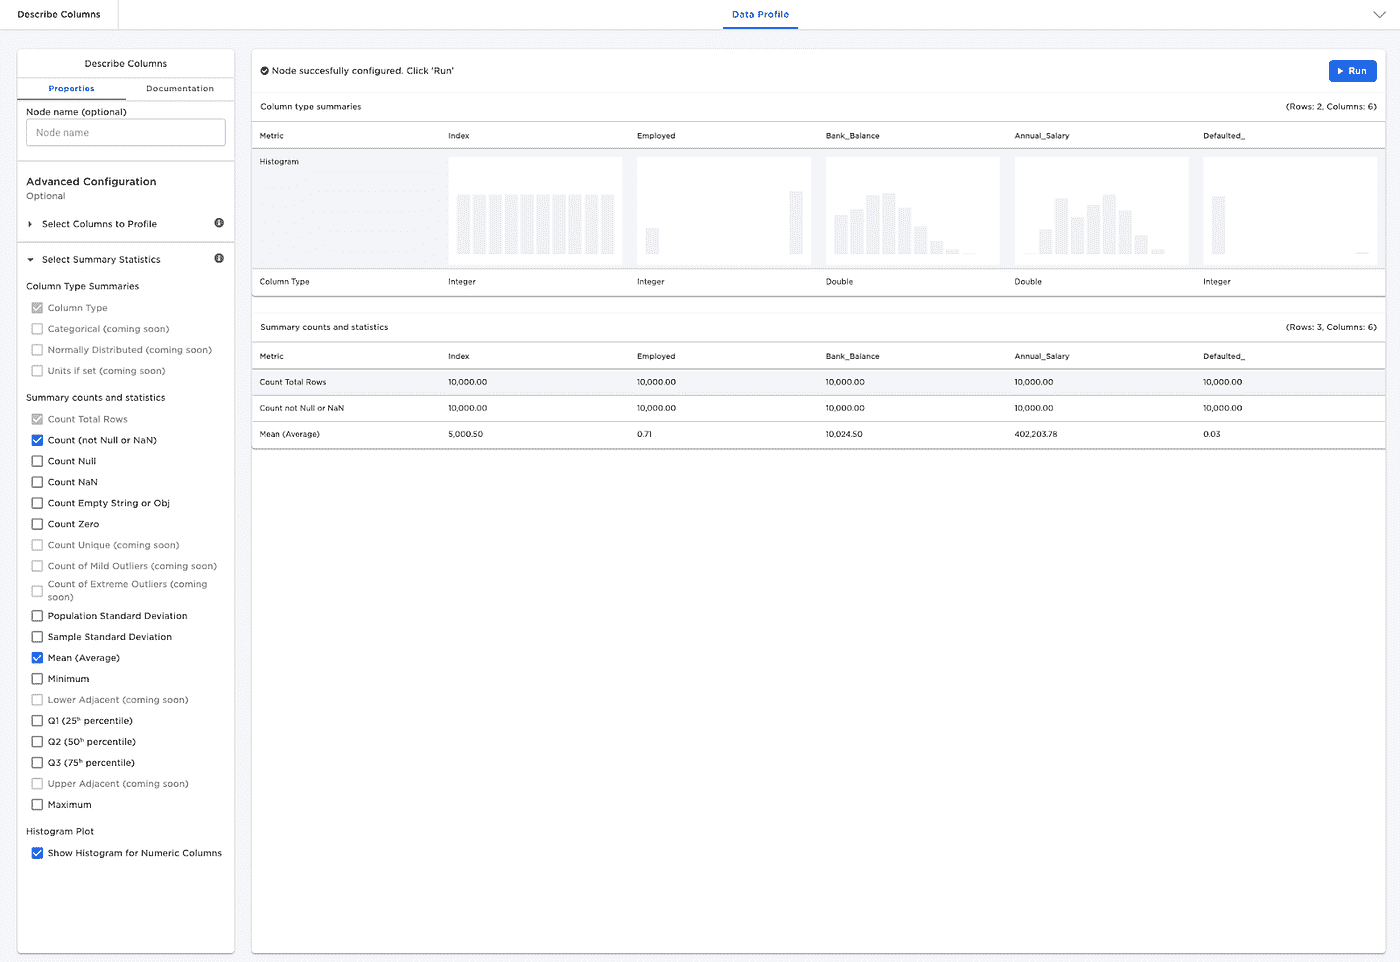 Describe Columns
Data Profile
Describe Columns
Properties Documentation
Node name (optional)
Node name
Advanced Configuration
Optional
Select Columns to Profile
Select Summary Statistics
Column Type Summaries
Column Type
Categorical (coming soon)
Normally Distributed (coming soon)
Units if set (coming soon)
Summary counts and statistics
Count Total Rows
Count (not Null or NaN)
Count Null
Count NaN
Count Empty String or Obj
Count Zero
Count Unique (coming soon)
Count of Mild Outliers (coming soon)
Count of Extreme Outliers (coming
soon)
Population Standard Deviation
Sample Standard Deviation
Mean (Average)
Minimum
Lower Adjacent (coming soon)
Q1 (25ʰ percentile)
Q2 (50ʰ percentile)
Q3 (75ʰ percentile)
Upper Adjacent (coming soon)
Maximum
Histogram Plot
Show Histogram for Numeric Columns
Node succesfully configured. Click 'Run'
Run
Column type summaries (Rows: 2, Columns: 6)
Metric Index Employed Bank_Balance Annual_Salary Defaulted_
Histogram
Column Type Integer Integer Double Double Integer
Summary counts and statistics (Rows: 3, Columns: 6)
Metric Index Employed Bank_Balance Annual_Salary Defaulted_
Count Total Rows 10,000.00 10,000.00 10,000.00 10,000.00 10,000.00
Count not Null or NaN 10,000.00 10,000.00 10,000.00 10,000.00 10,000.00
Mean (Average) 5,000.50 0.71 10,024.50 402,203.78 0.03